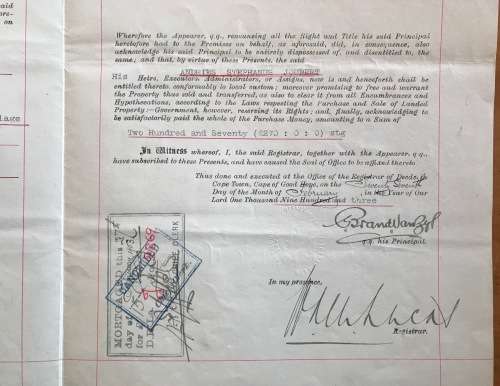 Wherefore the Appearer, q.q., renouncing all the Right and Title his said Principal
heretofore had to the Premises on behalf, as aforesaid, did, in consequence, also
acknowledge his said Principal to be entirely dispossessed of, and disentitled to, the
same; and that, by virtue of these Presents, the said
ANDRIES STEPHANUS JOUBERT
His Heirs, Executors, Administrators, or Assigns, now is and henceforth shall be
entitled thereto, conformably to local custom; moreover promising to free and warrant
the Property thus sold and transferred, as also to clear it from all Encumbrances and
Hypothecations, according to the Laws respecting the Purchase and Sale of Landed
Property:—Government, however, reserving its Rights; and, finally, acknowledging to
be satisfactorily paid the whole of the Purchase Money, amounting to a Sum of
Two Hundred and Seventy (£270 : 0 : 0) stg
In Witness whereof, I, the said Registrar, together with the Appearer, q.q.,
have subscribed to these Presents, and have caused the Seal of Office to be affixed thereto.
Thus done and executed at the Office of the Registrar of Deeds, in
Cape Town, Cape of Good Hope, on the Twenty Seventh
Day of the Month of February, in the Year of Our
Lord One Thousand Nine Hundred and three
q.q. his Principal.
MORTGAGED this
day
for
CLERK
In my presence,
Registrar.